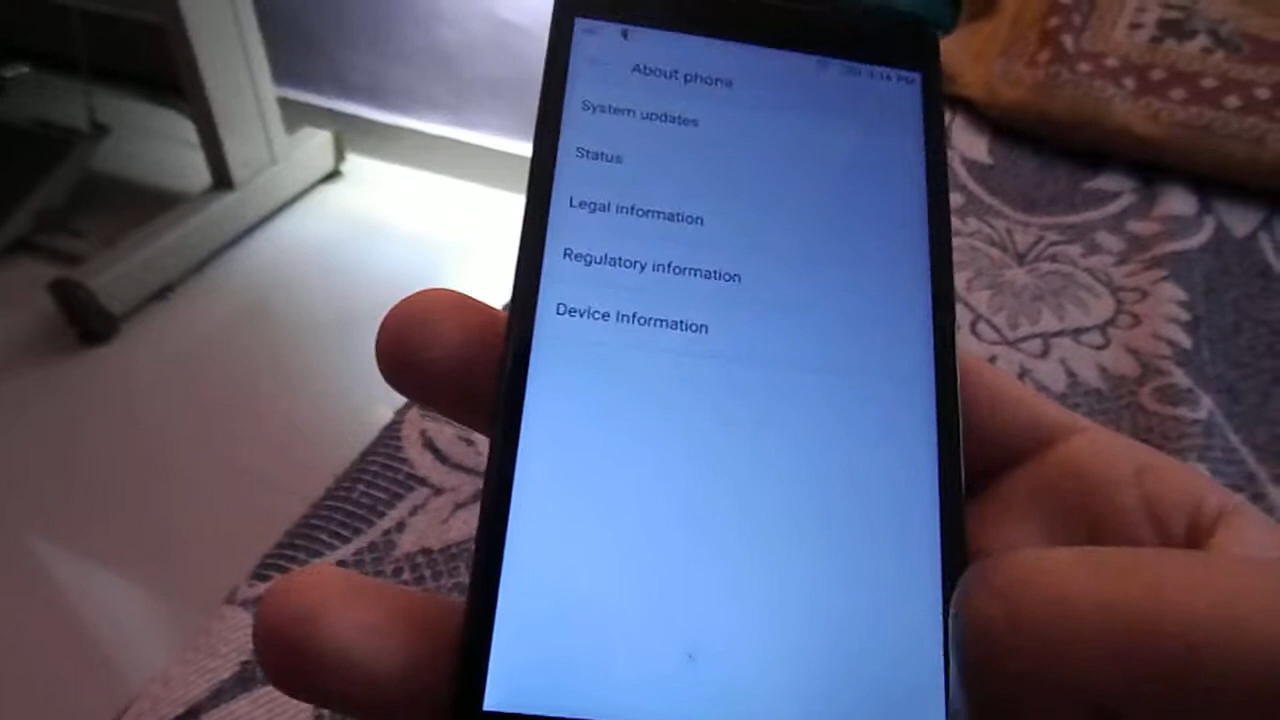 About phone
System updates
Status
Legal information
Regulatory information
Device information